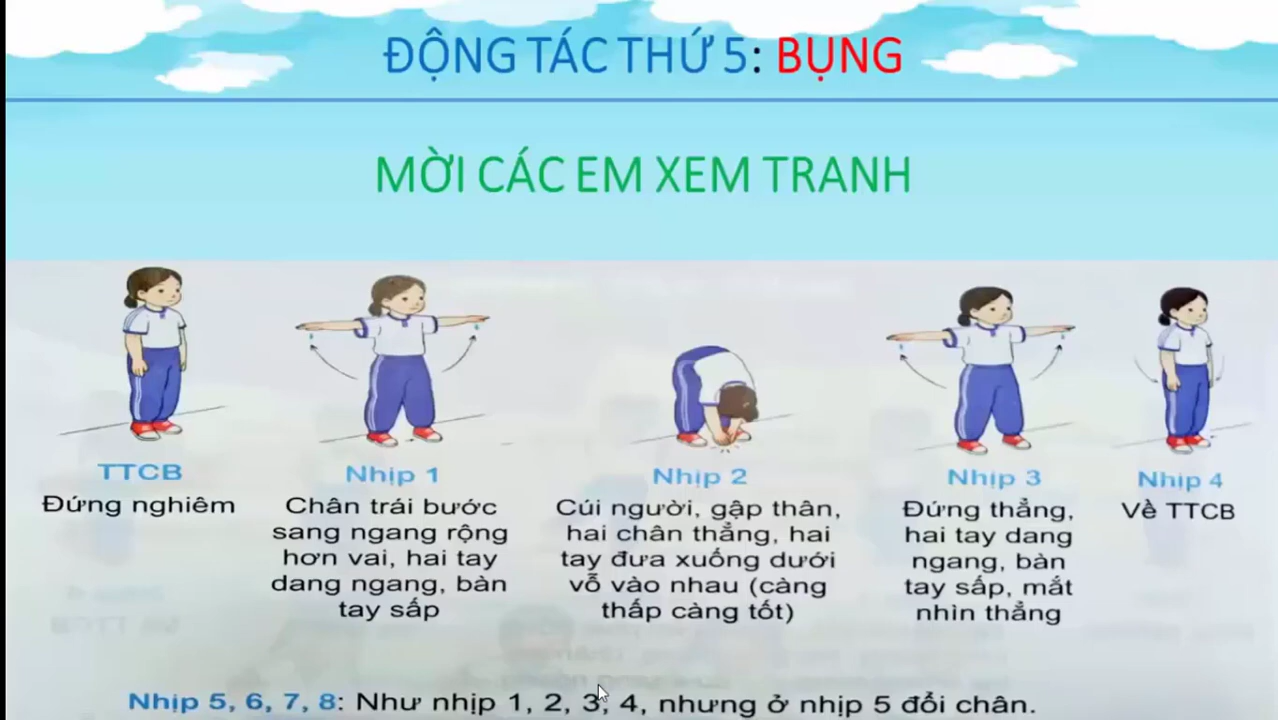 ĐỘNG TÁC THỨ 5: BỤNG
MỜI CÁC EM XEM TRANH
TTCB
Đứng nghiêm
Nhịp 1
Chân trái bước
sang ngang rộng
hơn vai, hai tay
dang ngang, bàn
tay sấp
Nhịp 2
Cúi người, gập thân,
hai chân thẳng, hai
tay đưa xuống dưới
vỗ vào nhau (càng
thấp càng tốt)
Nhịp 3
Đứng thẳng,
hai tay dang
ngang, bàn
tay sấp, mắt
nhìn thẳng
Nhịp 4
Về TTCB
Nhịp 5, 6, 7, 8: Như nhịp 1, 2, 3, 4, nhưng ở nhịp 5 đổi chân.